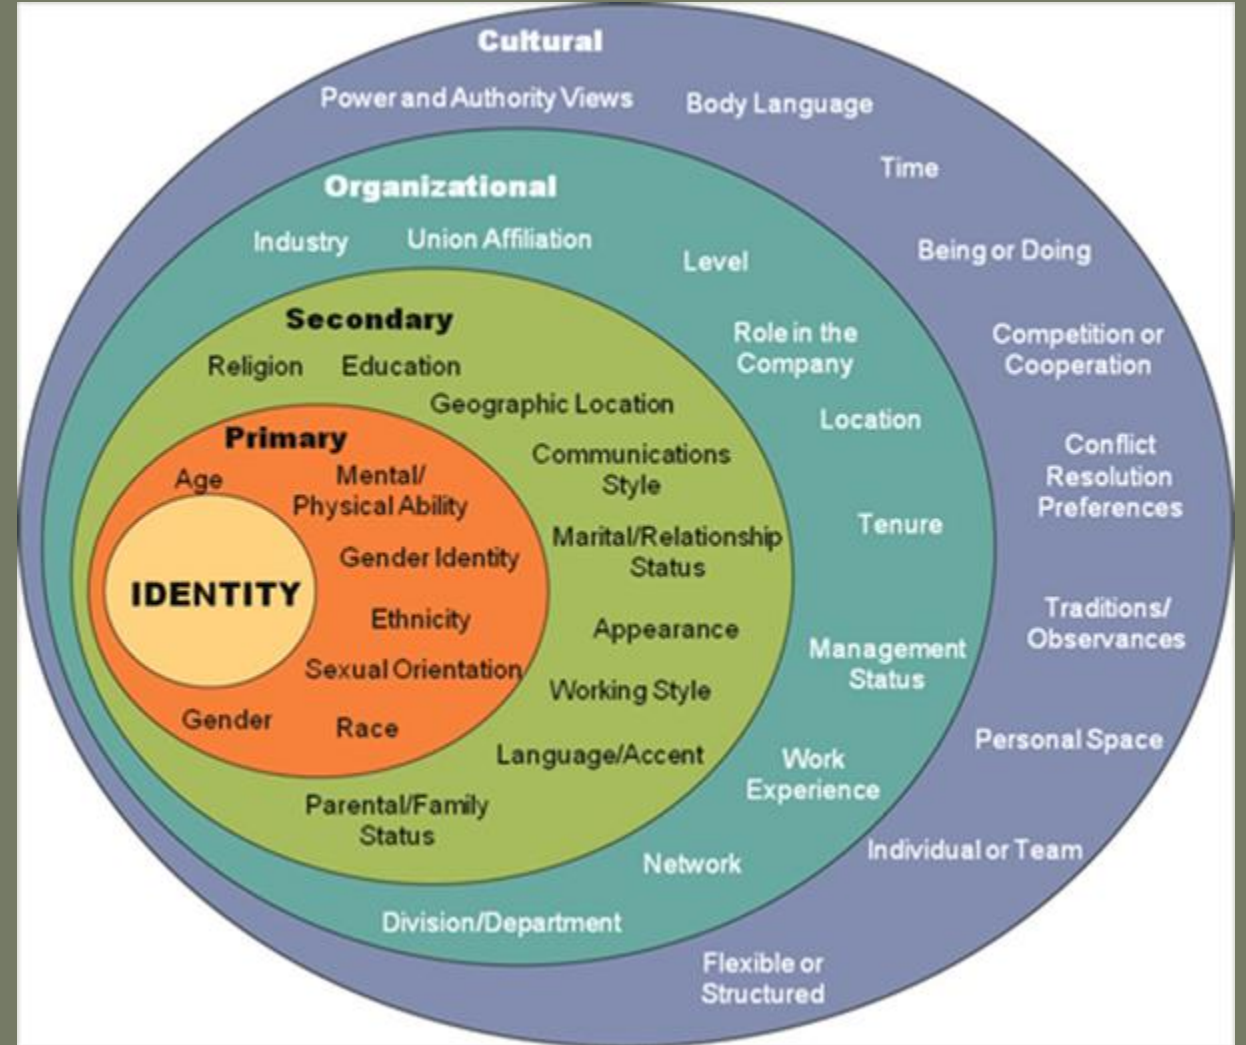 Cultural
Power and Authority Views
Body Language
Time
Being or Doing
Competition or
Cooperation
Conflict
Resolution
Preferences
Traditions/
Observances
Personal Space
Individual or Team
Flexible or
Structured
Organizational
Industry
Union Affiliation
Level
Role in the
Company
Location
Tenure
Management
Status
Work
Experience
Network
Division/Department
Secondary
Religion
Education
Geographic Location
Communications
Style
Marital/Relationship
Status
Appearance
Working Style
Language/Accent
Parental/Family
Status
Primary
Age
Mental/
Physical Ability
Gender Identity
Ethnicity
Sexual Orientation
Race
Gender
IDENTITY